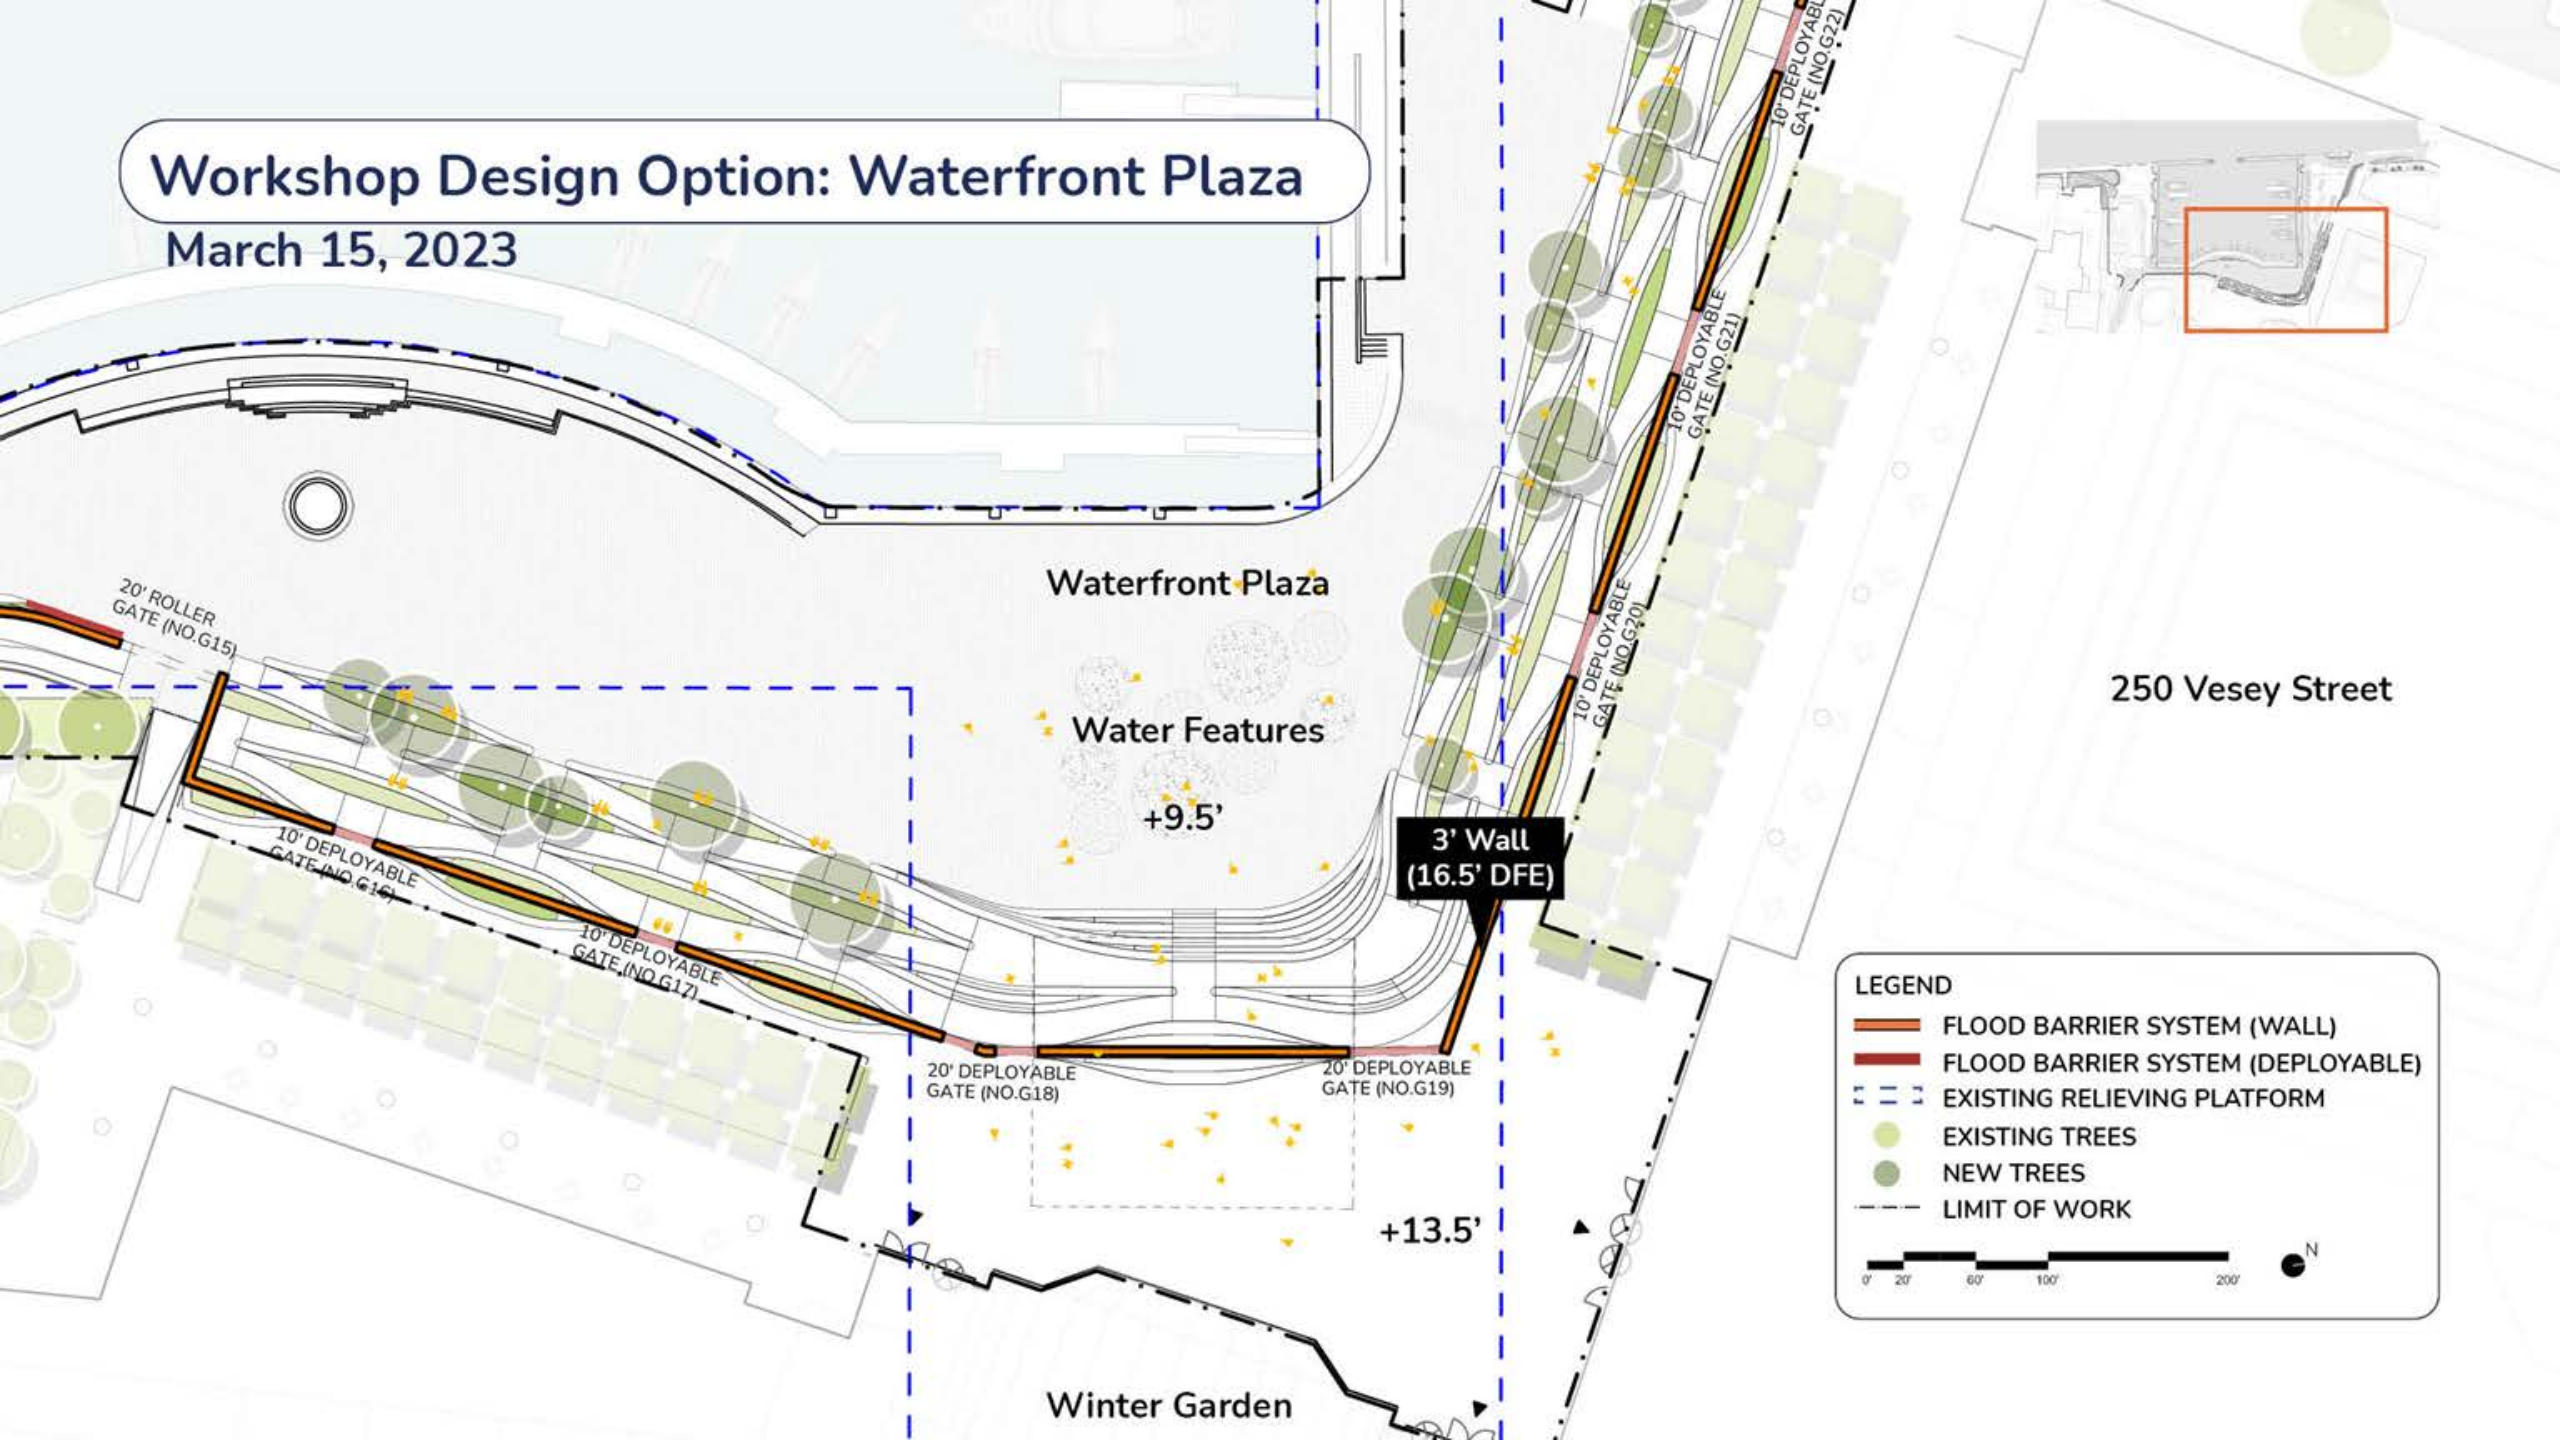 Workshop Design Option: Waterfront Plaza
March 15, 2023
10' DEPLOYABLE
GATE (NO.G22)
10' DEPLOYABLE
GATE (NO.G21)
10' DEPLOYABLE
GATE (NO.G20)
20' ROLLER
GATE (NO.G15)
Waterfront Plaza
Water Features
+9.5’
250 Vesey Street
3’ Wall
(16.5’ DFE)
10' DEPLOYABLE
GATE (NO.G16)
10' DEPLOYABLE
GATE (NO.G17)
20' DEPLOYABLE
GATE (NO.G18)
20' DEPLOYABLE
GATE (NO.G19)
+13.5’
Winter Garden
LEGEND
FLOOD BARRIER SYSTEM (WALL)
FLOOD BARRIER SYSTEM (DEPLOYABLE)
EXISTING RELIEVING PLATFORM
EXISTING TREES
NEW TREES
LIMIT OF WORK
N
0' 20' 60' 100' 200'